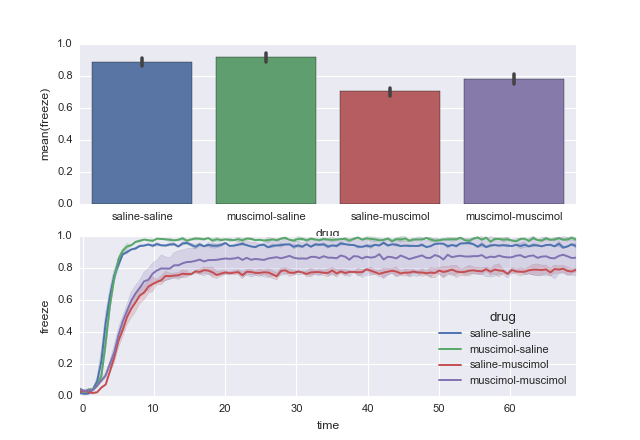 1.0
0.8
0.6
0.4
0.2
0.0
mean(freeze)
saline-saline muscimol-saline saline-muscimol muscimol-muscimol
drug
1.0
0.8
0.6
0.4
0.2
0.0
freeze
drug
saline-saline
muscimol-saline
saline-muscimol
muscimol-muscimol
0 10 20 30 40 50 60
time